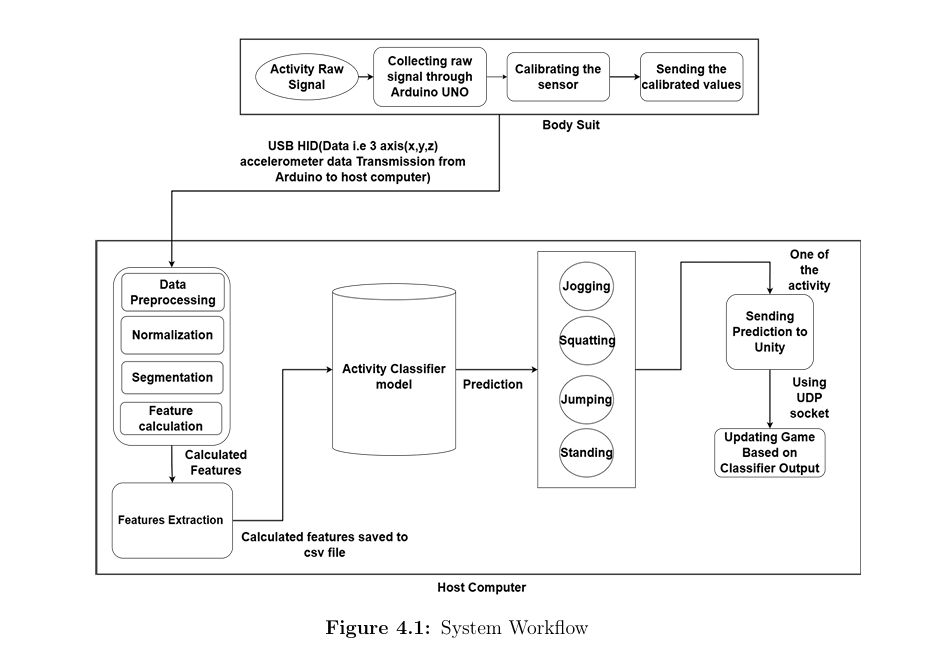 Activity Raw
Signal
Collecting raw
signal through
Arduino UNO
Calibrating the
sensor
Sending the
calibrated values
Body Suit
USB HID(Data i.e 3 axis(x,y,z)
accelerometer data Transmission from
Arduino to host computer)
Data
Preprocessing
Normalization
Segmentation
Feature
calculation
Calculated
Features
Features Extraction
Calculated features saved to
csv file
Activity Classifier
model
Prediction
Jogging
Squatting
Jumping
Standing
One of
the
activity
Sending
Prediction to
Unity
Using
UDP
socket
Updating Game
Based on
Classifier Output
Host Computer
Figure 4.1: System Workflow